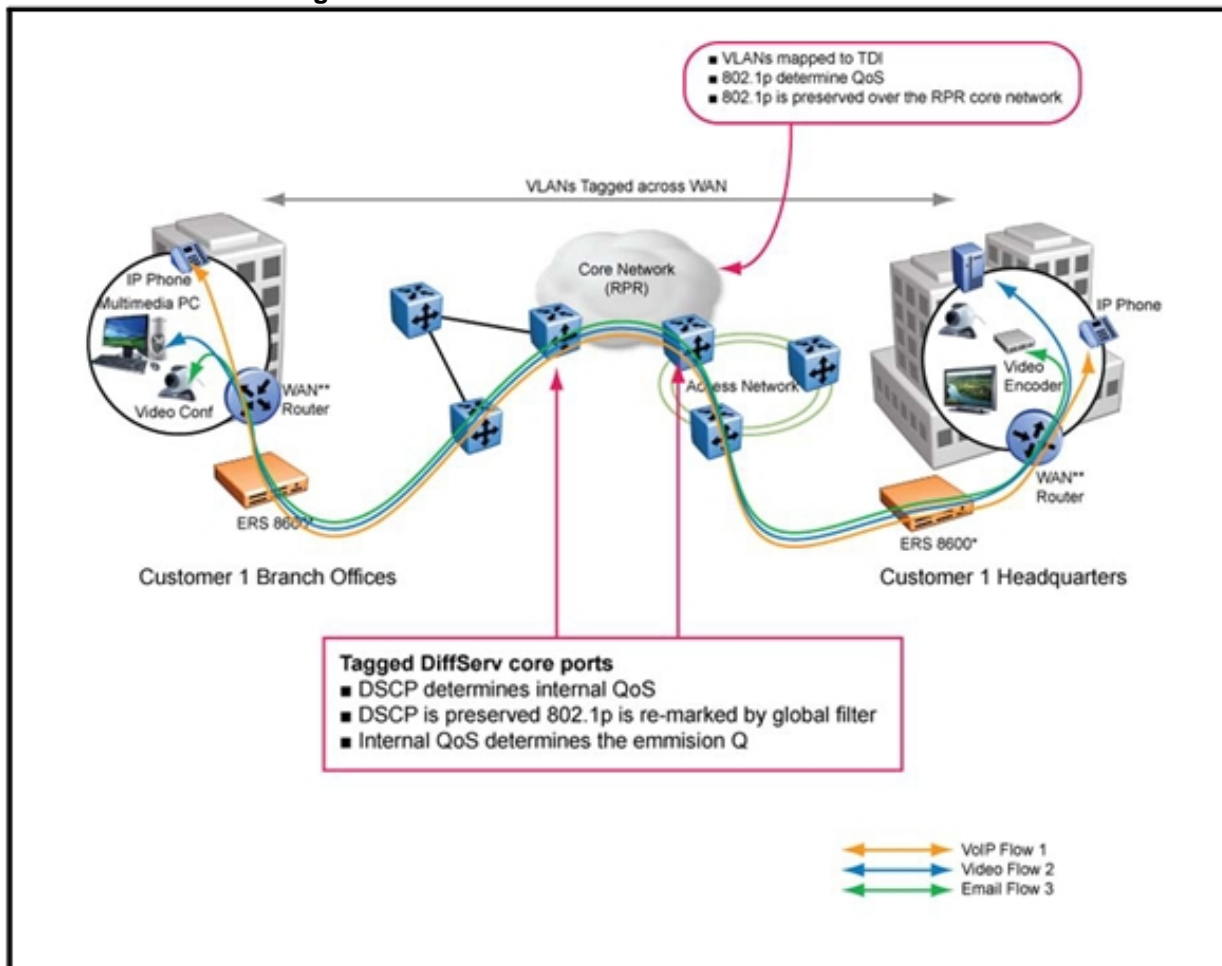 ■ VLANs mapped to TDI
■ 802.1p determine QoS
■ 802.1p is preserved over the RPR core network
VLANs Tagged across WAN
Core Network
(RPR)
IP Phone
Multimedia PC
Video Conf
WAN**
Router
ERS 8600*
Customer 1 Branch Offices
Access Network
IP Phone
Video
Encoder
WAN**
Router
ERS 8600*
Customer 1 Headquarters
Tagged DiffServ core ports
■ DSCP determines internal QoS
■ DSCP is preserved 802.1p is re-marked by global filter
■ Internal QoS determines the emmision Q
VoIP Flow 1
Video Flow 2
Email Flow 3